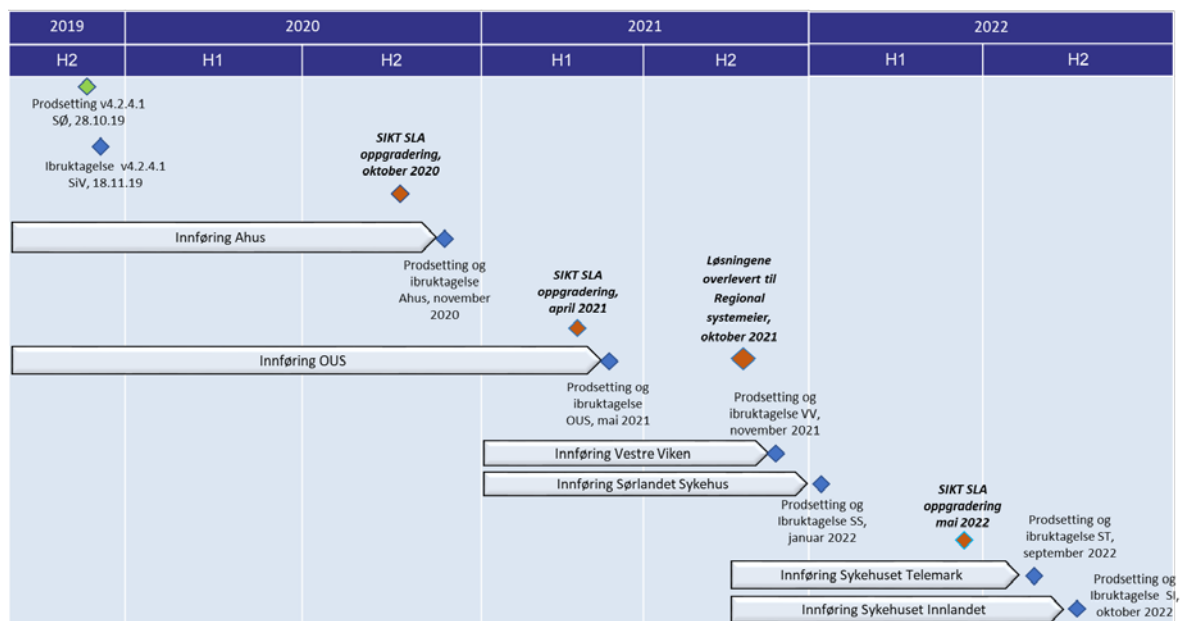 2019
2020
2021
2022
H2
H1
H2
H1
H2
H1
H2
Prodsetting v4.2.4.1
SØ, 28.10.19
Ibruktagelse v4.2.4.1
SiV, 18.11.19
SIKT SLA
oppgradering,
oktober 2020
Innføring Ahus
Prodsetting og
ibruktagelse
Ahus, november
2020
SIKT SLA
oppgradering,
april 2021
Løsningene
overlevert til
Regional
systemeier,
oktober 2021
Innføring OUS
Prodsetting og
ibruktagelse
OUS, mai 2021
Prodsetting og
ibruktagelse VV,
november 2021
Innføring Vestre Viken
Innføring Sørlandet Sykehus
Prodsetting og
Ibruktagelse SS,
januar 2022
SIKT SLA
oppgradering
mai 2022
Prodsetting og
ibruktagelse ST,
september 2022
Innføring Sykehuset Telemark
Prodsetting og
Ibruktagelse SI,
oktober 2022
Innføring Sykehuset Innlandet